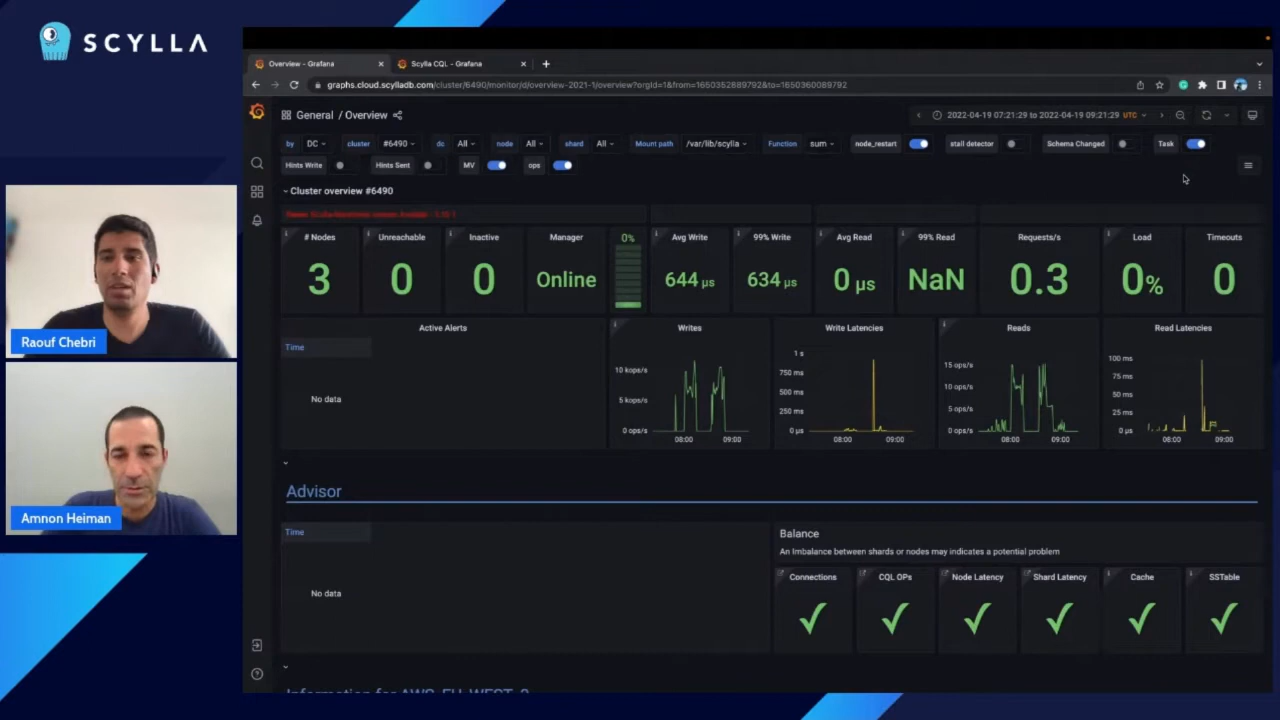 SCYLLA
Overview - Grafana
Scylla CQL - Grafana
graphs.cloud.scylladb.com/cluster/6490/monitor/d/overview-2021-1/overview?orgId=1&from=1650352889792&to=1650360089792
General / Overview
2022-04-19 07:21:29 to 2022-04-19 09:21:29 UTC
by DC cluster #6490 dc All node All shard All Mount path /var/lib/scylla Function sum node_restart stall detector Schema Changed Task
Hints Write Hints Sent MV ops
Cluster overview #6490
# Nodes Unreachable Inactive Manager 0% Avg Write 99% Write Avg Read 99% Read Requests/s Load Timeouts
3 0 0 Online 644 µs 634 µs 0 µs NaN 0.3 0% 0
Active Alerts Writes Write Latencies Reads Read Latencies
Time
No data
10 kops/s
5 kops/s
0 ops/s
08:00 09:00
1 s
750 ms
500 ms
250 ms
0 µs
08:00 09:00
15 ops/s
10 ops/s
5 ops/s
0 ops/s
08:00 09:00
100 ms
75 ms
50 ms
25 ms
0 µs
08:00 09:00
Raouf Chebri
Amnon Heiman
Advisor
Time
No data
Balance
An Imbalance between shards or nodes may indicates a potential problem
Connections CQL OPs Node Latency Shard Latency Cache SSTable